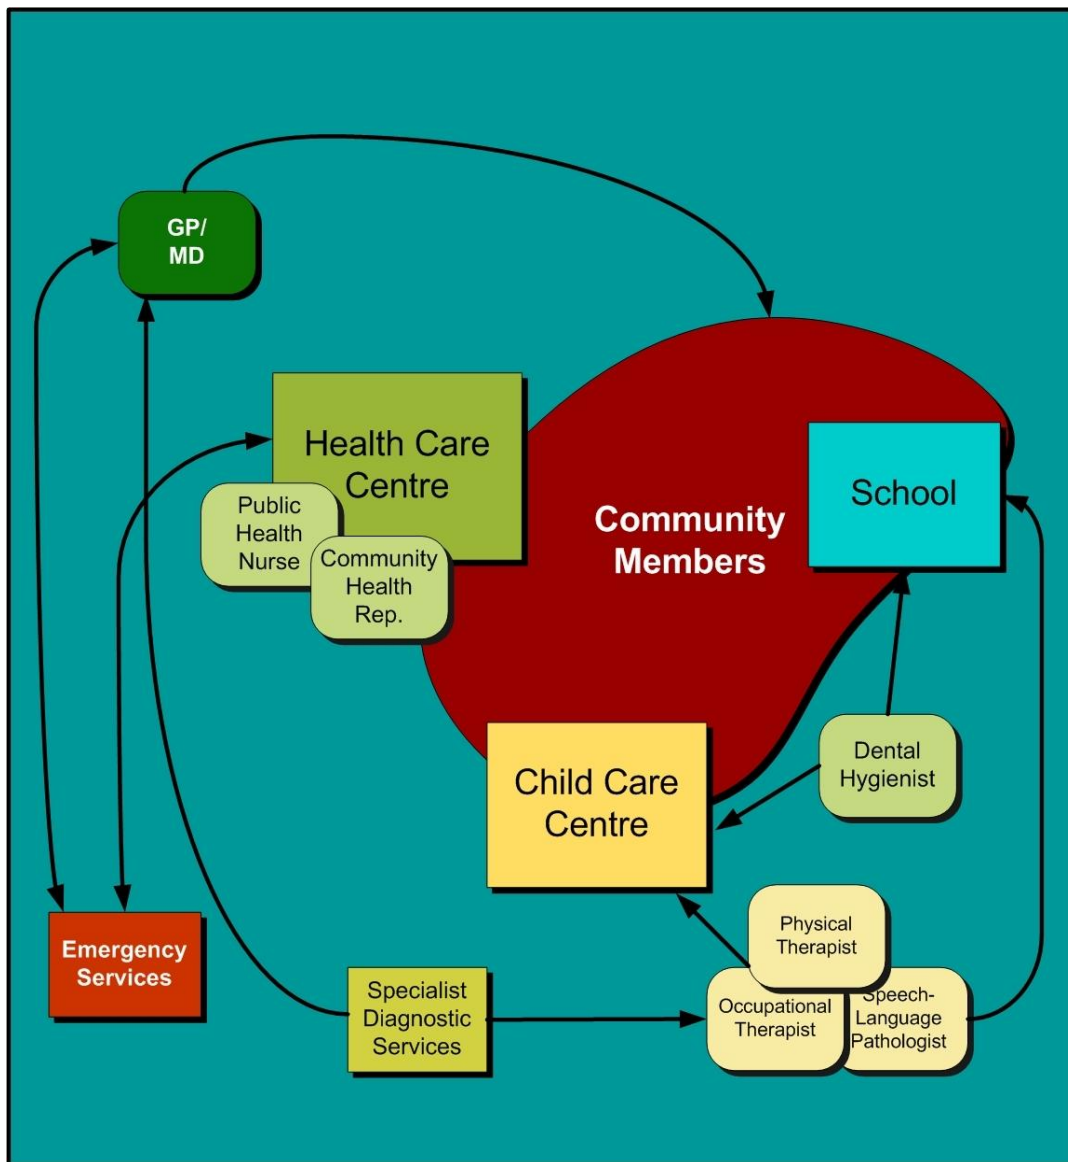 GP/
MD
Health Care
Centre
Public
Health
Nurse
Community
Health
Rep.
Community
Members
School
Child Care
Centre
Dental
Hygienist
Physical
Therapist
Emergency
Services
Specialist
Diagnostic
Services
Occupational
Therapist
Speech-
Language
Pathologist